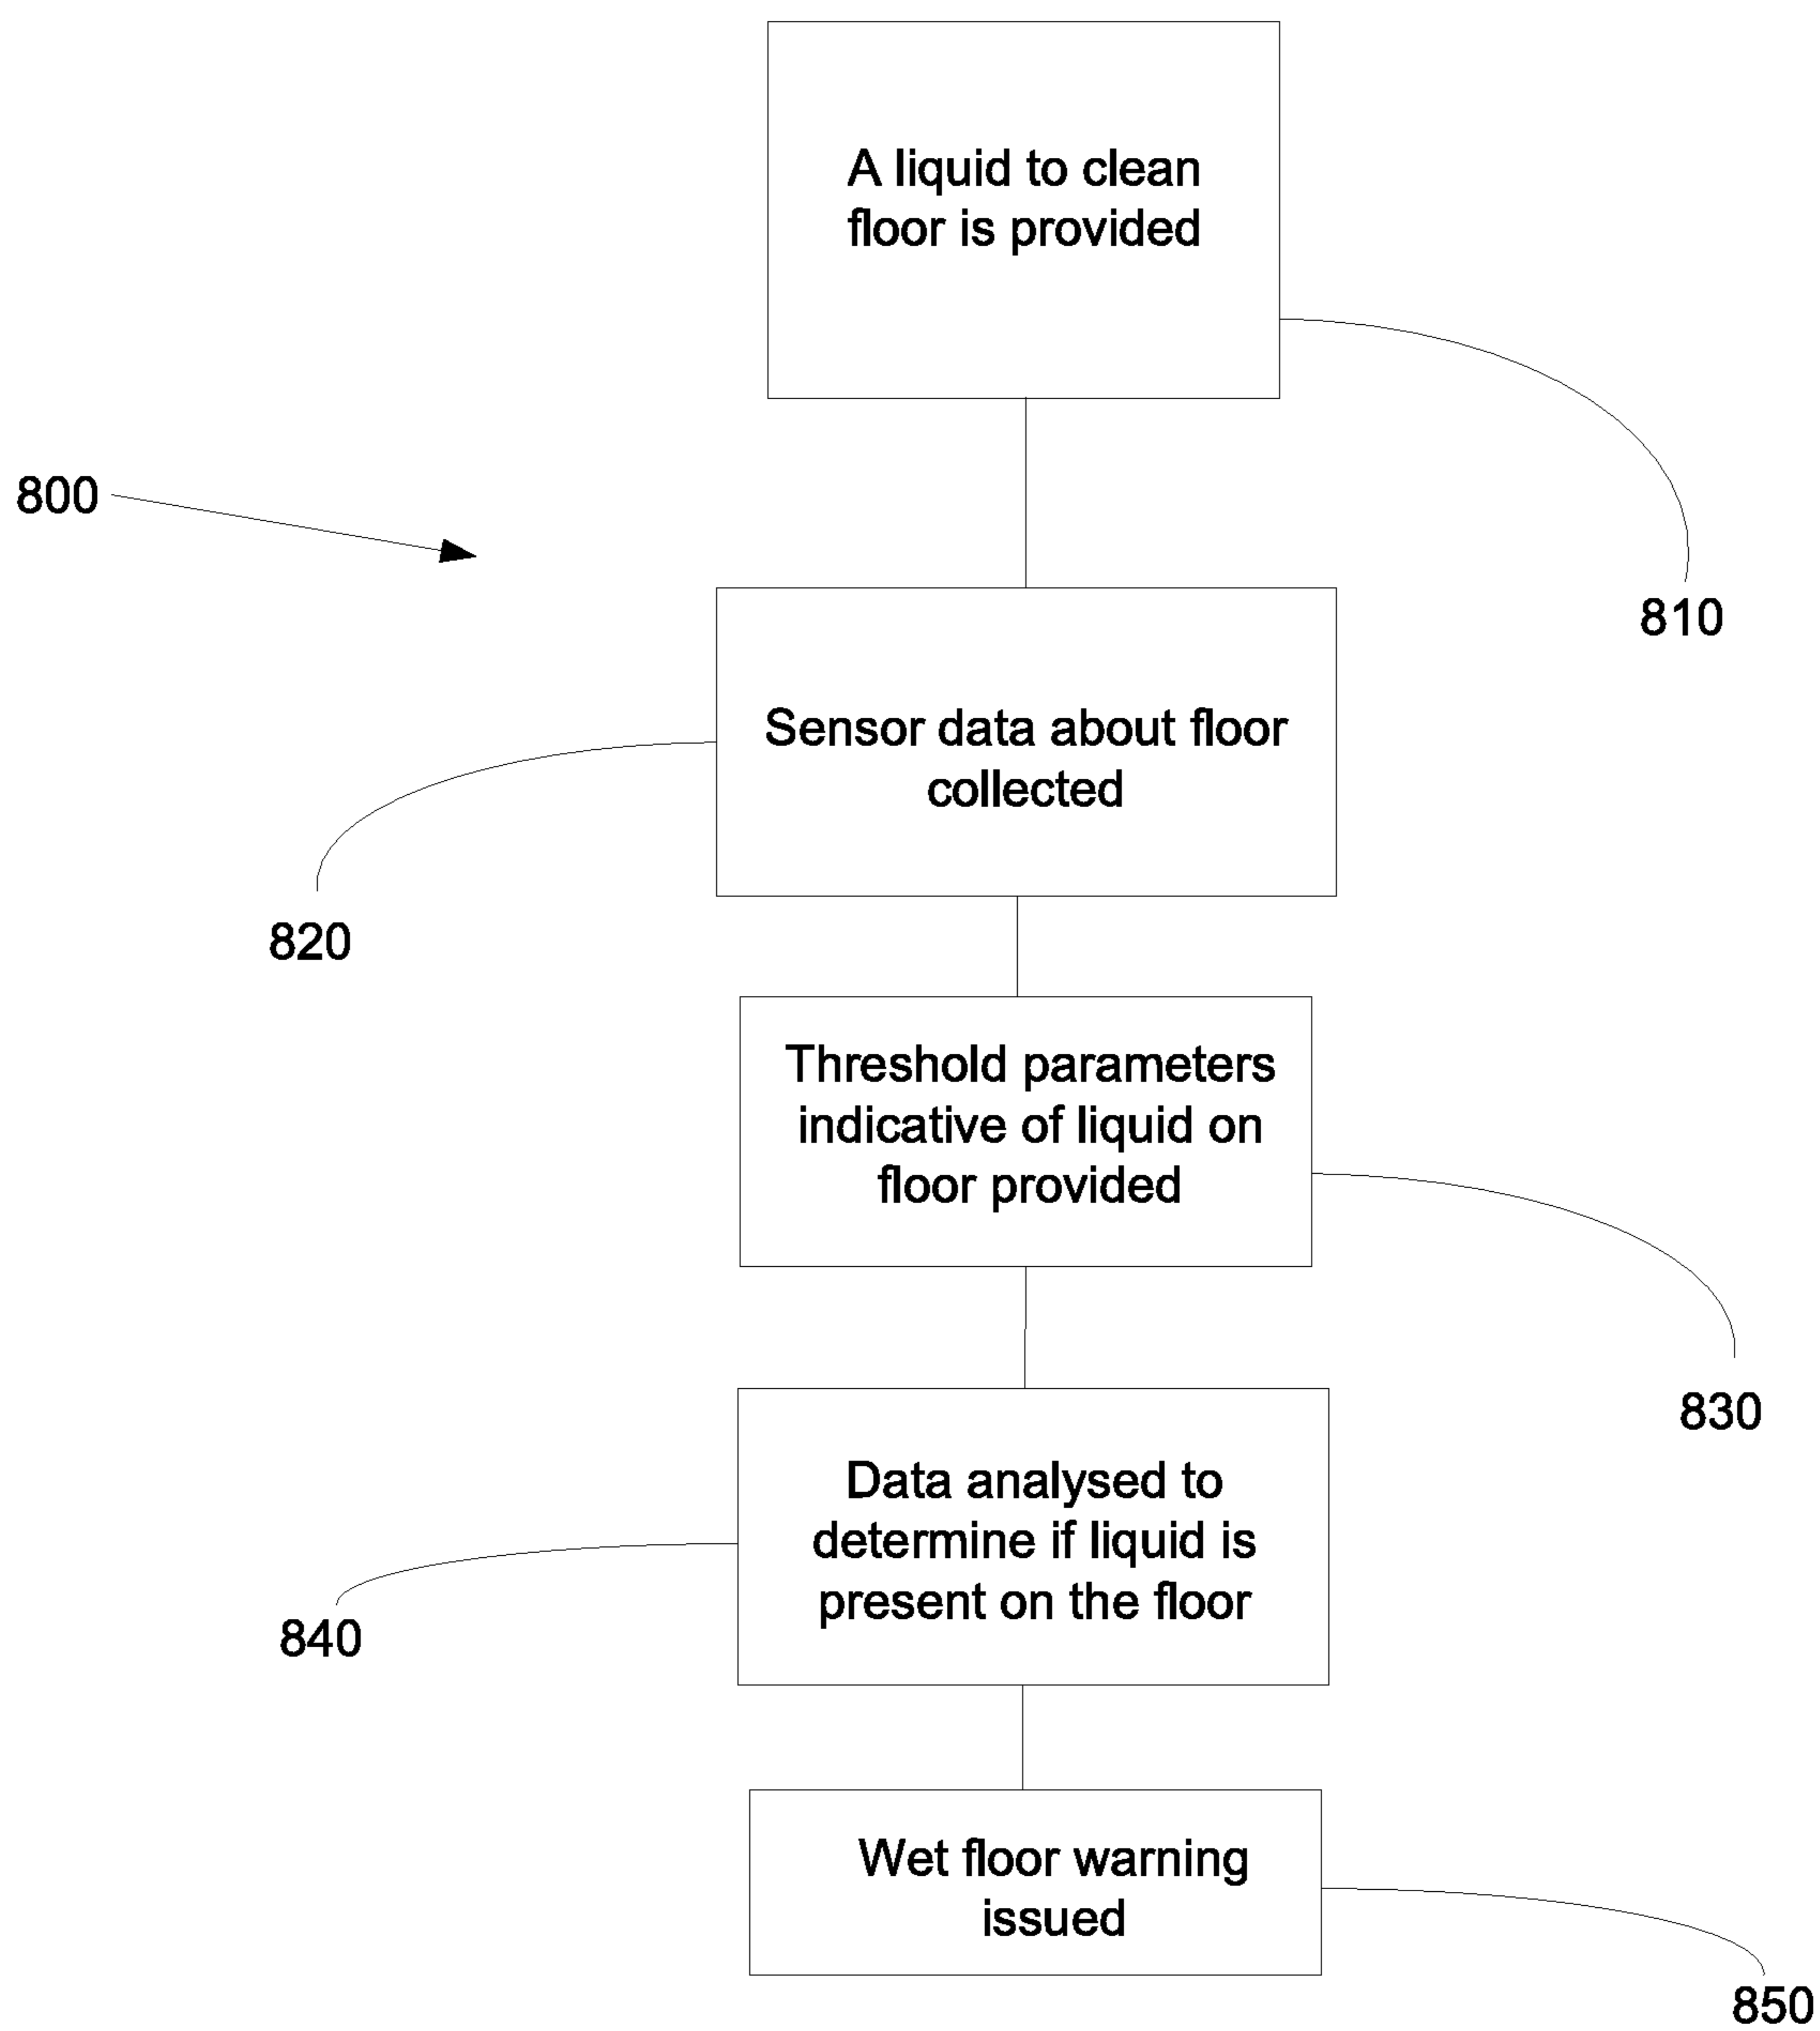 A liquid to clean
floor is provided
800
810
Sensor data about floor
collected
820
Threshold parameters
indicative of liquid on
floor provided
830
Data analysed to
determine if liquid is
present on the floor
840
Wet floor warning
issued
850